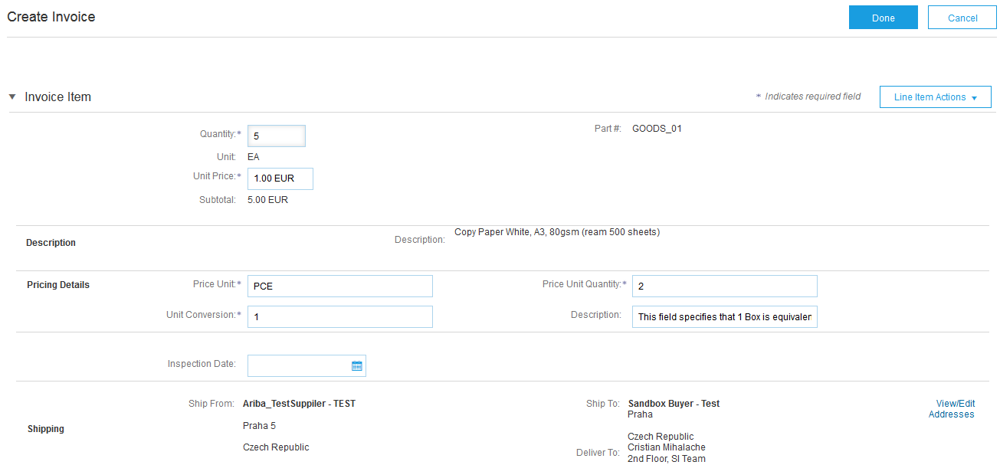 Create Invoice
Done
Cancel
▼ Invoice Item
* Indicates required field
Line Item Actions ▼
Quantity:* 5
Part #: GOODS_01
Unit: EA
Unit Price:* 1.00 EUR
Subtotal: 5.00 EUR
Description
Description: Copy Paper White, A3, 80gsm (ream 500 sheets)
Pricing Details
Price Unit:* PCE
Price Unit Quantity:* 2
Unit Conversion:* 1
Description: This field specifies that 1 Box is equivalen
Inspection Date:
Shipping
Ship From: Ariba_TestSuppiler - TEST
Praha 5
Czech Republic
Ship To: Sandbox Buyer - Test
Praha
Czech Republic
Deliver To: Cristian Mihalache
2nd Floor, SI Team
View/Edit
Addresses